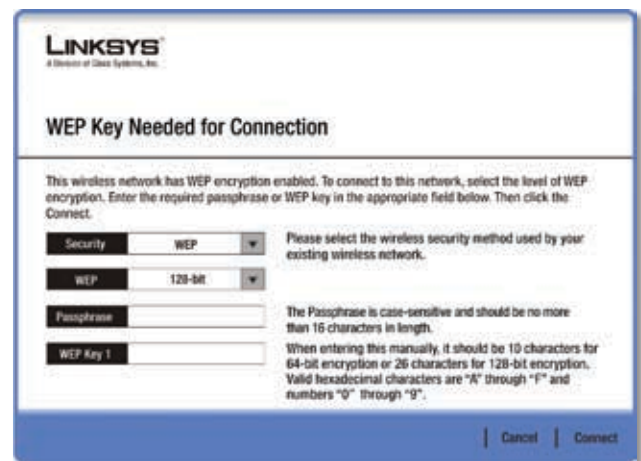 LINKSYS®
A Division of Cisco Systems, Inc.
WEP Key Needed for Connection
This wireless network has WEP encryption enabled. To connect to this network, select the level of WEP
encryption. Enter the required passphrase or WEP key in the appropriate field below. Then click the
Connect.
Security WEP
Please select the wireless security method used by your
existing wireless network.
WEP 128-bit
Passphrase
The Passphrase is case-sensitive and should be no more
than 16 characters in length.
WEP Key 1
When entering this manually, it should be 10 characters for
64-bit encryption or 26 characters for 128-bit encryption.
Valid hexadecimal characters are "A" through "F" and
numbers "0" through "9".
Cancel Connect